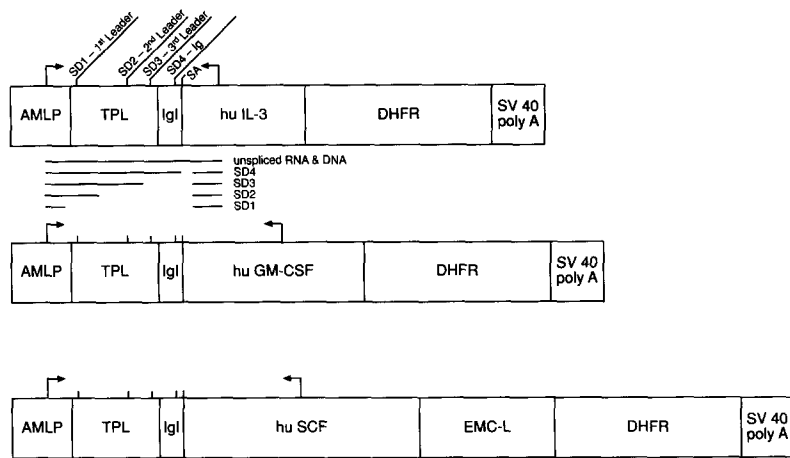 SD1 – 1st Leader
SD2 – 2nd Leader
SD3 – 3rd Leader
SD4 – Ig
SA
AMLP TPL IgI hu IL-3 DHFR SV 40
poly A
unspliced RNA & DNA
SD4
SD3
SD2
SD1
AMLP TPL IgI hu GM-CSF DHFR SV 40
poly A
AMLP TPL IgI hu SCF EMC-L DHFR SV 40
poly A